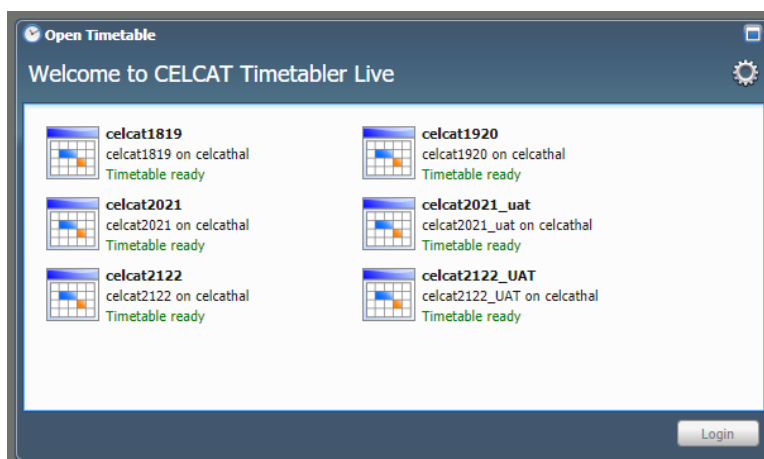 Open Timetable
Welcome to CELCAT Timetabler Live
celcat1819
celcat1819 on celcathal
Timetable ready
celcat1920
celcat1920 on celcathal
Timetable ready
celcat2021
celcat2021 on celcathal
Timetable ready
celcat2021_uat
celcat2021_uat on celcathal
Timetable ready
celcat2122
celcat2122 on celcathal
Timetable ready
celcat2122_UAT
celcat2122_UAT on celcathal
Timetable ready
Login